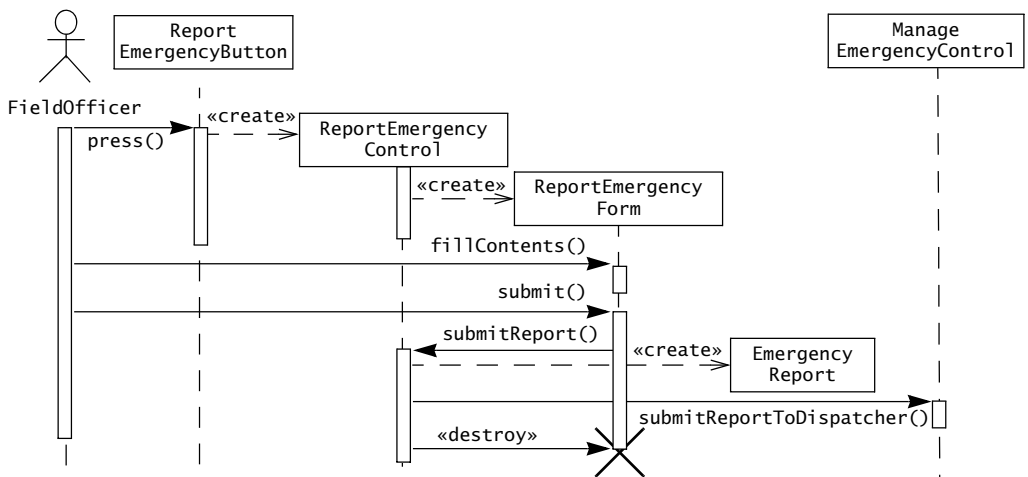 Report
EmergencyButton
Manage
EmergencyControl
FieldOfficer
press()
«create»
ReportEmergency
Control
«create»
ReportEmergency
Form
fillContents()
submit()
submitReport()
«create»
Emergency
Report
submitReportToDispatcher()
«destroy»